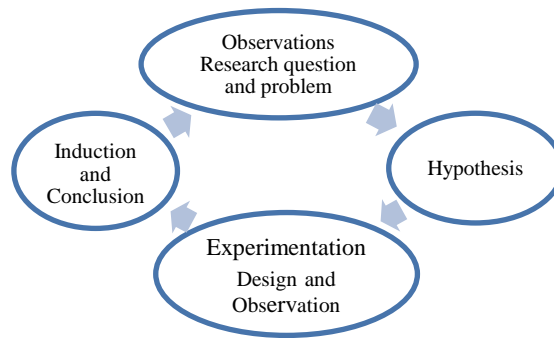 Observations
Research question
and problem
Hypothesis
Experimentation
Design and
Observation
Induction
and
Conclusion